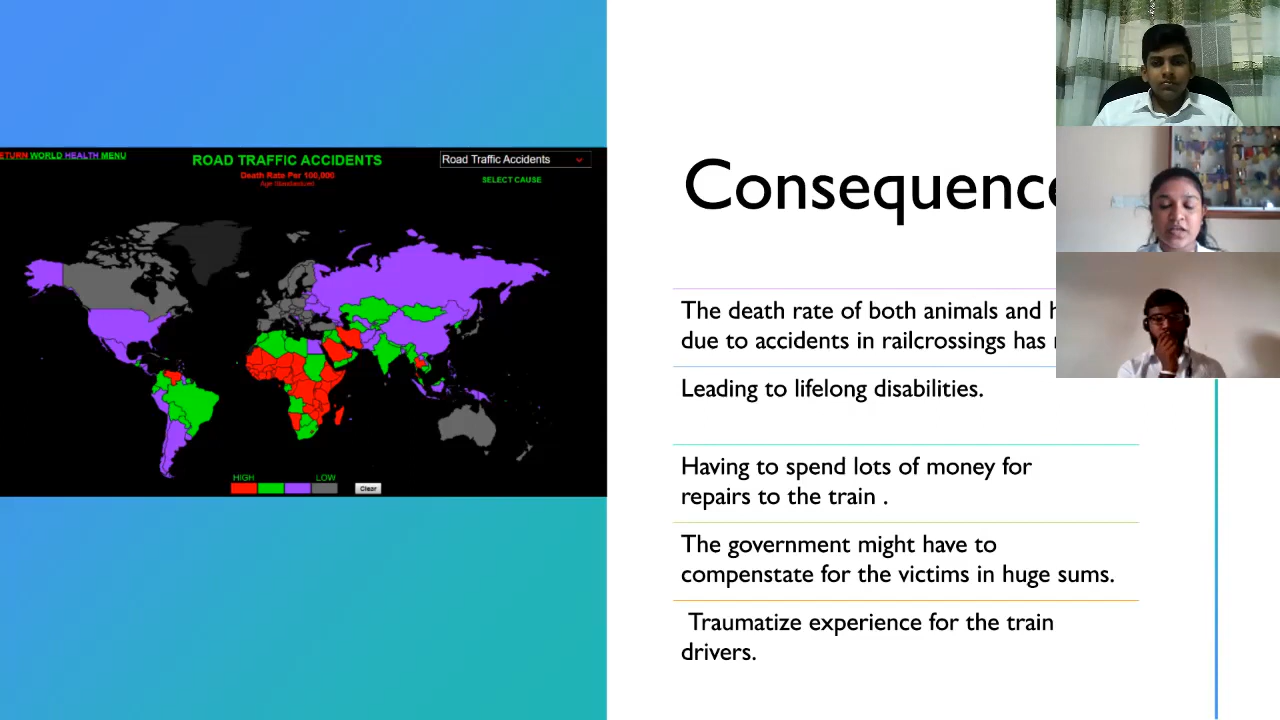 ETURN WORLD HEALTH MENU
ROAD TRAFFIC ACCIDENTS
Death Rate Per 100,000
Age Standardized
Road Traffic Accidents
SELECT CAUSE
HIGH LOW
Clear
Consequence
The death rate of both animals and h
due to accidents in railcrossings has
Leading to lifelong disabilities.
Having to spend lots of money for
repairs to the train .
The government might have to
compenstate for the victims in huge sums.
Traumatize experience for the train
drivers.